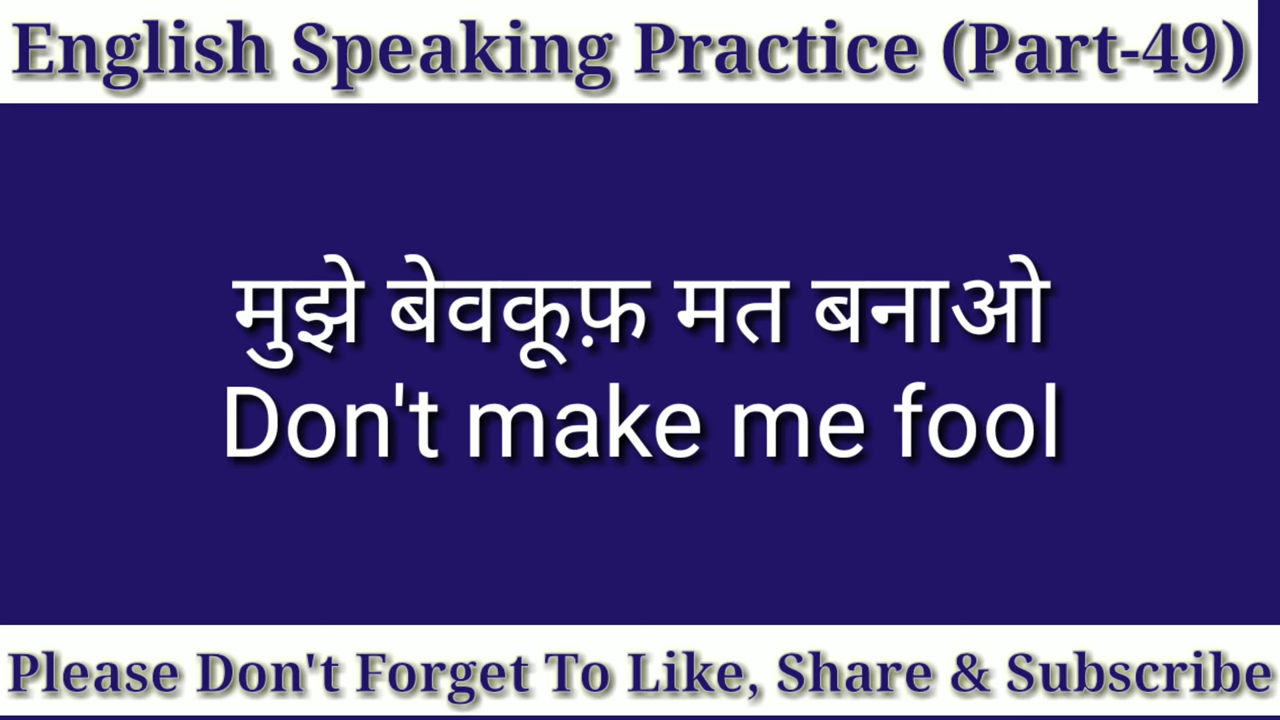 English Speaking Practice (Part-49)
मुझे बेवकूफ़ मत बनाओ
Don't make me fool
Please Don't Forget To Like, Share & Subscribe